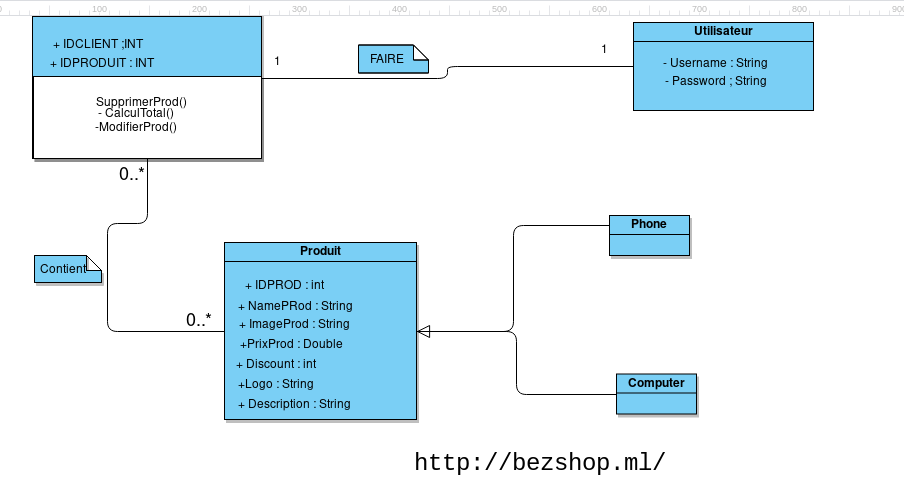 0 100 200 300 400 500 600 700 800 900
+ IDCLIENT ;INT
+ IDPRODUIT : INT
SupprimerProd()
- CalculTotal()
-ModifierProd()
1
FAIRE
1
Utilisateur
- Username : String
- Password ; String
0..*
Contient
0..*
Produit
+ IDPROD : int
+ NamePRod : String
+ ImageProd : String
+PrixProd : Double
+ Discount : int
+Logo : String
+ Description : String
Phone
Computer
http://bezshop.ml/